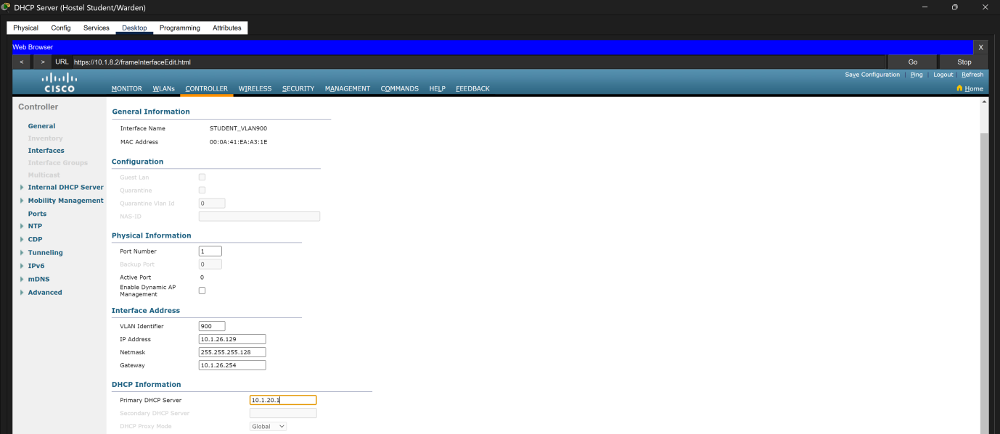 DHCP Server (Hostel Student/Warden)
Physical Config Services Desktop Programming Attributes
Web Browser X
< > URL https://10.1.8.2/frameInterfaceEdit.html Go Stop
Save Configuration | Ping | Logout | Refresh
CISCO MONITOR WLANs CONTROLLER WIRELESS SECURITY MANAGEMENT COMMANDS HELP FEEDBACK Home
Controller
General
Inventory
Interfaces
Interface Groups
Multicast
Internal DHCP Server
Mobility Management
Ports
NTP
CDP
Tunneling
IPv6
mDNS
Advanced
General Information
Interface Name STUDENT_VLAN900
MAC Address 00:0A:41:EA:A3:1E
Configuration
Guest Lan
Quarantine
Quarantine Vlan Id 0
NAS-ID
Physical Information
Port Number 1
Backup Port 0
Active Port 0
Enable Dynamic AP
Management
Interface Address
VLAN Identifier 900
IP Address 10.1.26.129
Netmask 255.255.255.128
Gateway 10.1.26.254
DHCP Information
Primary DHCP Server 10.1.20.1
Secondary DHCP Server
DHCP Proxy Mode Global